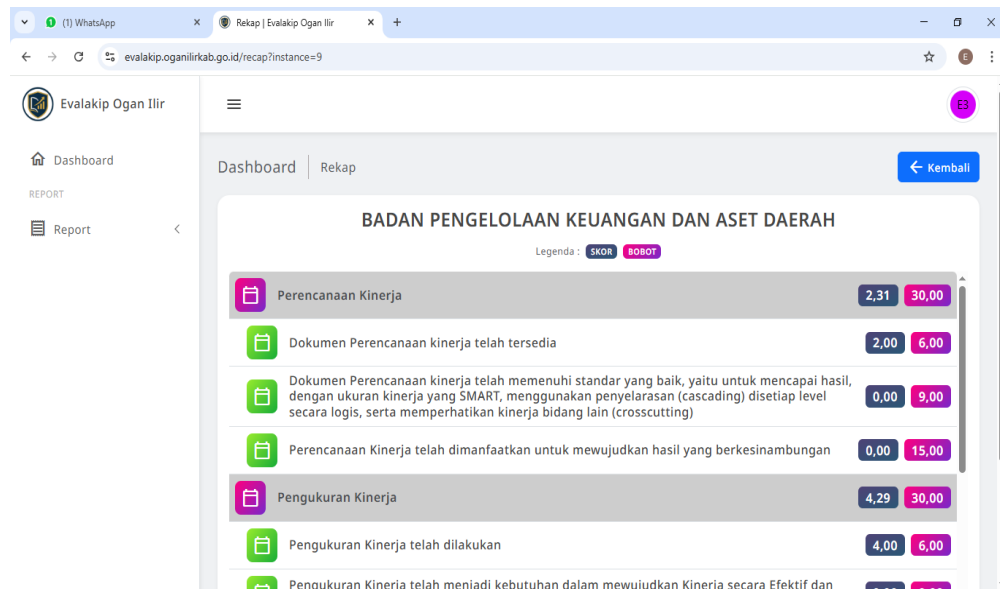 (1) WhatsApp
Rekap | Evalakip Ogan Ilir
evalakip.oganilirkab.go.id/recap?instance=9
E
Evalakip Ogan Ilir
E3
Dashboard
REPORT
Report
Dashboard
Rekap
Kembali
BADAN PENGELOLAAN KEUANGAN DAN ASET DAERAH
Legenda : SKOR BOBOT
Perencanaan Kinerja 2,31 30,00
Dokumen Perencanaan kinerja telah tersedia 2,00 6,00
Dokumen Perencanaan kinerja telah memenuhi standar yang baik, yaitu untuk mencapai hasil,
dengan ukuran kinerja yang SMART, menggunakan penyelarasan (cascading) disetiap level
secara logis, serta memperhatikan kinerja bidang lain (crosscutting)
0,00 9,00
Perencanaan Kinerja telah dimanfaatkan untuk mewujudkan hasil yang berkesinambungan 0,00 15,00
Pengukuran Kinerja 4,29 30,00
Pengukuran Kinerja telah dilakukan 4,00 6,00
Pengukuran Kinerja telah menjadi kebutuhan dalam mewujudkan Kinerja secara Efektif dan